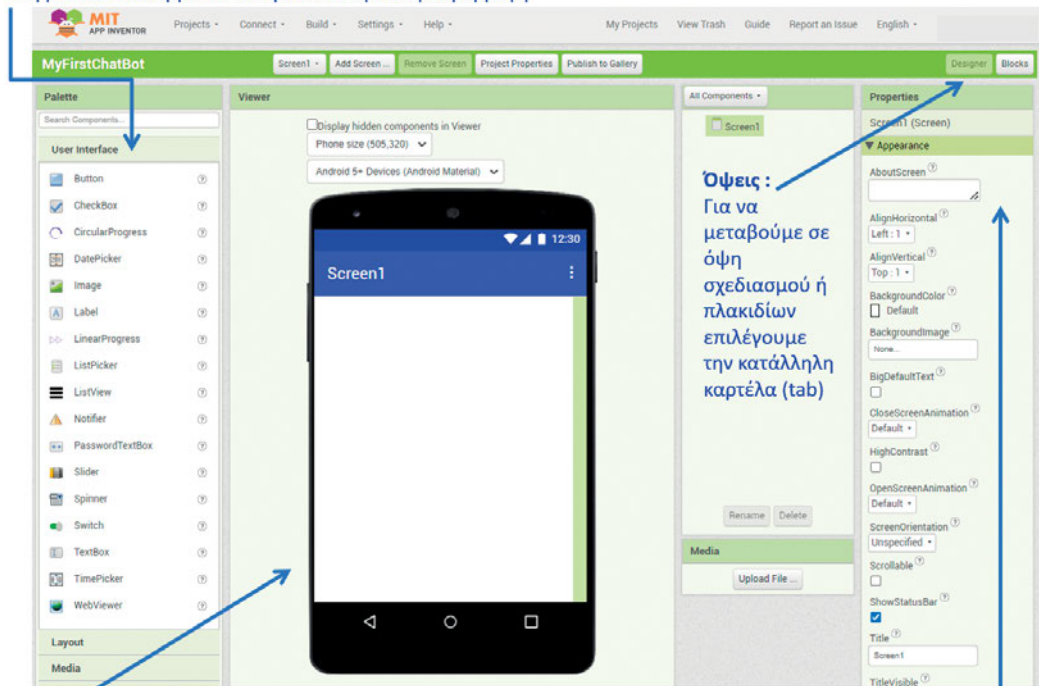 MIT
APP INVENTOR
Projects
Connect
Build
Settings
Help
My Projects
View Trash
Guide
Report an Issue
English
MyFirstChatBot
Screen1
Add Screen ...
Remove Screen
Project Properties
Publish to Gallery
Designer
Blocks
Palette
Search Components...
User Interface
Button
CheckBox
CircularProgress
DatePicker
Image
Label
LinearProgress
ListPicker
ListView
Notifier
PasswordTextBox
Slider
Spinner
Switch
TextBox
TimePicker
WebViewer
Layout
Media
Viewer
Display hidden components in Viewer
Phone size (505,320)
Android 5+ Devices (Android Material)
12:30
Screen1
All Components
Screen1
Όψεις :
Για να
μεταβούμε σε
όψη
σχεδιασμού ή
πλακιδίων
επιλέγουμε
την κατάλληλη
καρτέλα (tab)
Rename
Delete
Media
Upload File ...
Properties
Screen1 (Screen)
Appearance
AboutScreen
AlignHorizontal
Left : 1
AlignVertical
Top : 1
BackgroundColor
Default
BackgroundImage
None...
BigDefaultText
CloseScreenAnimation
Default
HighContrast
OpenScreenAnimation
Default
ScreenOrientation
Unspecified
Scrollable
ShowStatusBar
Title
Screen1
TitleVisible